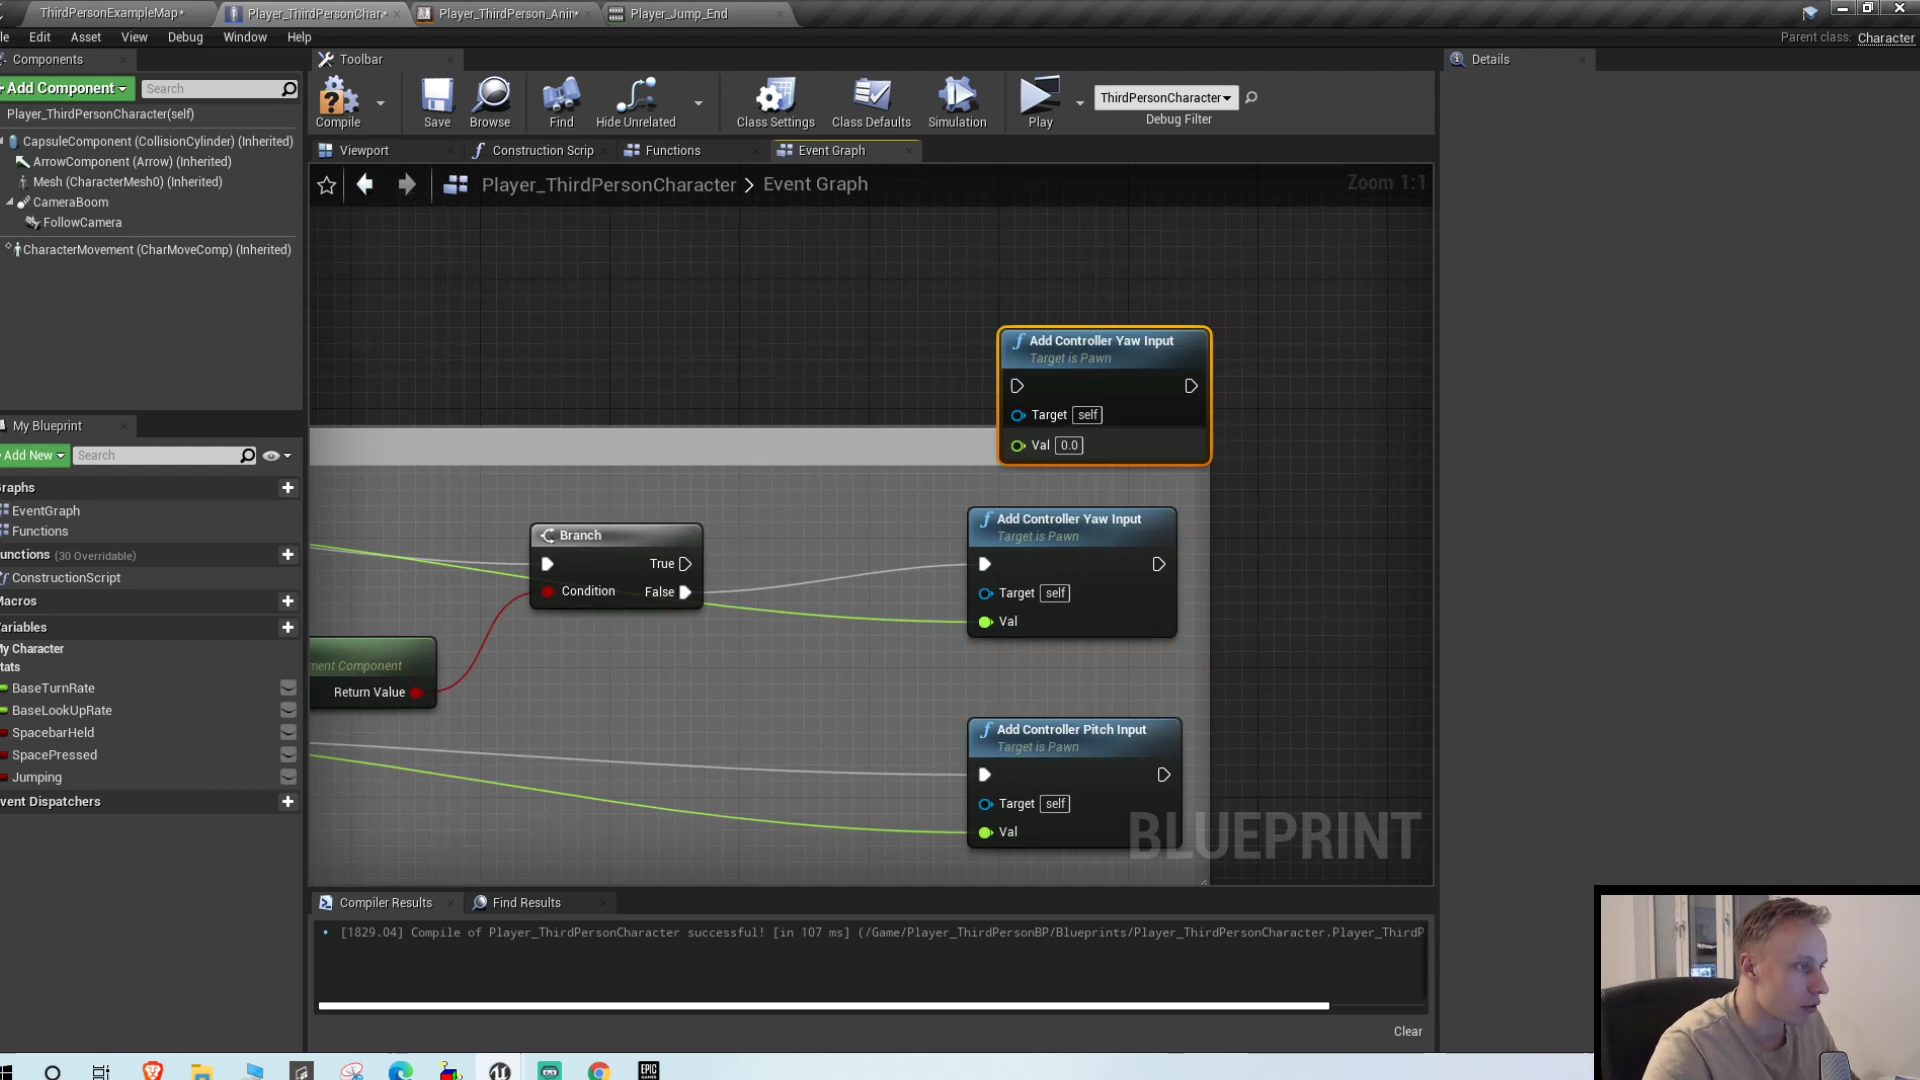 ThirdPersonExampleMap*
Player_ThirdPersonChar*
Player_ThirdPerson_Anim*
Player_Jump_End
Edit Asset View Debug Window Help
Parent class: Character
Components
Toolbar
Details
Add Component
Search
Compile
Save
Browse
Find
Hide Unrelated
Class Settings
Class Defaults
Simulation
Play
ThirdPersonCharacter
Debug Filter
Player_ThirdPersonCharacter(self)
CapsuleComponent (CollisionCylinder) (Inherited)
ArrowComponent (Arrow) (Inherited)
Mesh (CharacterMesh0) (Inherited)
CameraBoom
FollowCamera
CharacterMovement (CharMoveComp) (Inherited)
Viewport
Construction Scrip
Functions
Event Graph
Player_ThirdPersonCharacter > Event Graph
Zoom 1:1
Add Controller Yaw Input
Target is Pawn
Target self
Val 0.0
My Blueprint
Add New
Search
Graphs
EventGraph
Functions
unctions (30 Overridable)
ConstructionScript
Macros
Variables
My Character
tats
BaseTurnRate
BaseLookUpRate
SpacebarHeld
SpacePressed
Jumping
vent Dispatchers
Branch
True
Condition
False
ment Component
Return Value
Add Controller Yaw Input
Target is Pawn
Target self
Val
Add Controller Pitch Input
Target is Pawn
Target self
Val
BLUEPRINT
Compiler Results
Find Results
[1829.04] Compile of Player_ThirdPersonCharacter successful! [in 107 ms] (/Game/Player_ThirdPersonBP/Blueprints/Player_ThirdPersonCharacter.Player_ThirdP
Clear